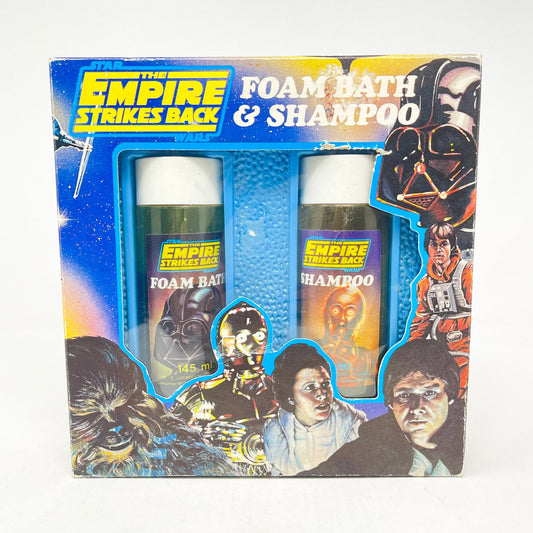 STAR
THE
EMPIRE
STRIKES BACK
WARS
FOAM BATH
& SHAMPOO
STAR
THE
EMPIRE
STRIKES BACK
WARS
FOAM BATH
145 ml
STAR
THE
EMPIRE
STRIKES BACK
WARS
SHAMPOO